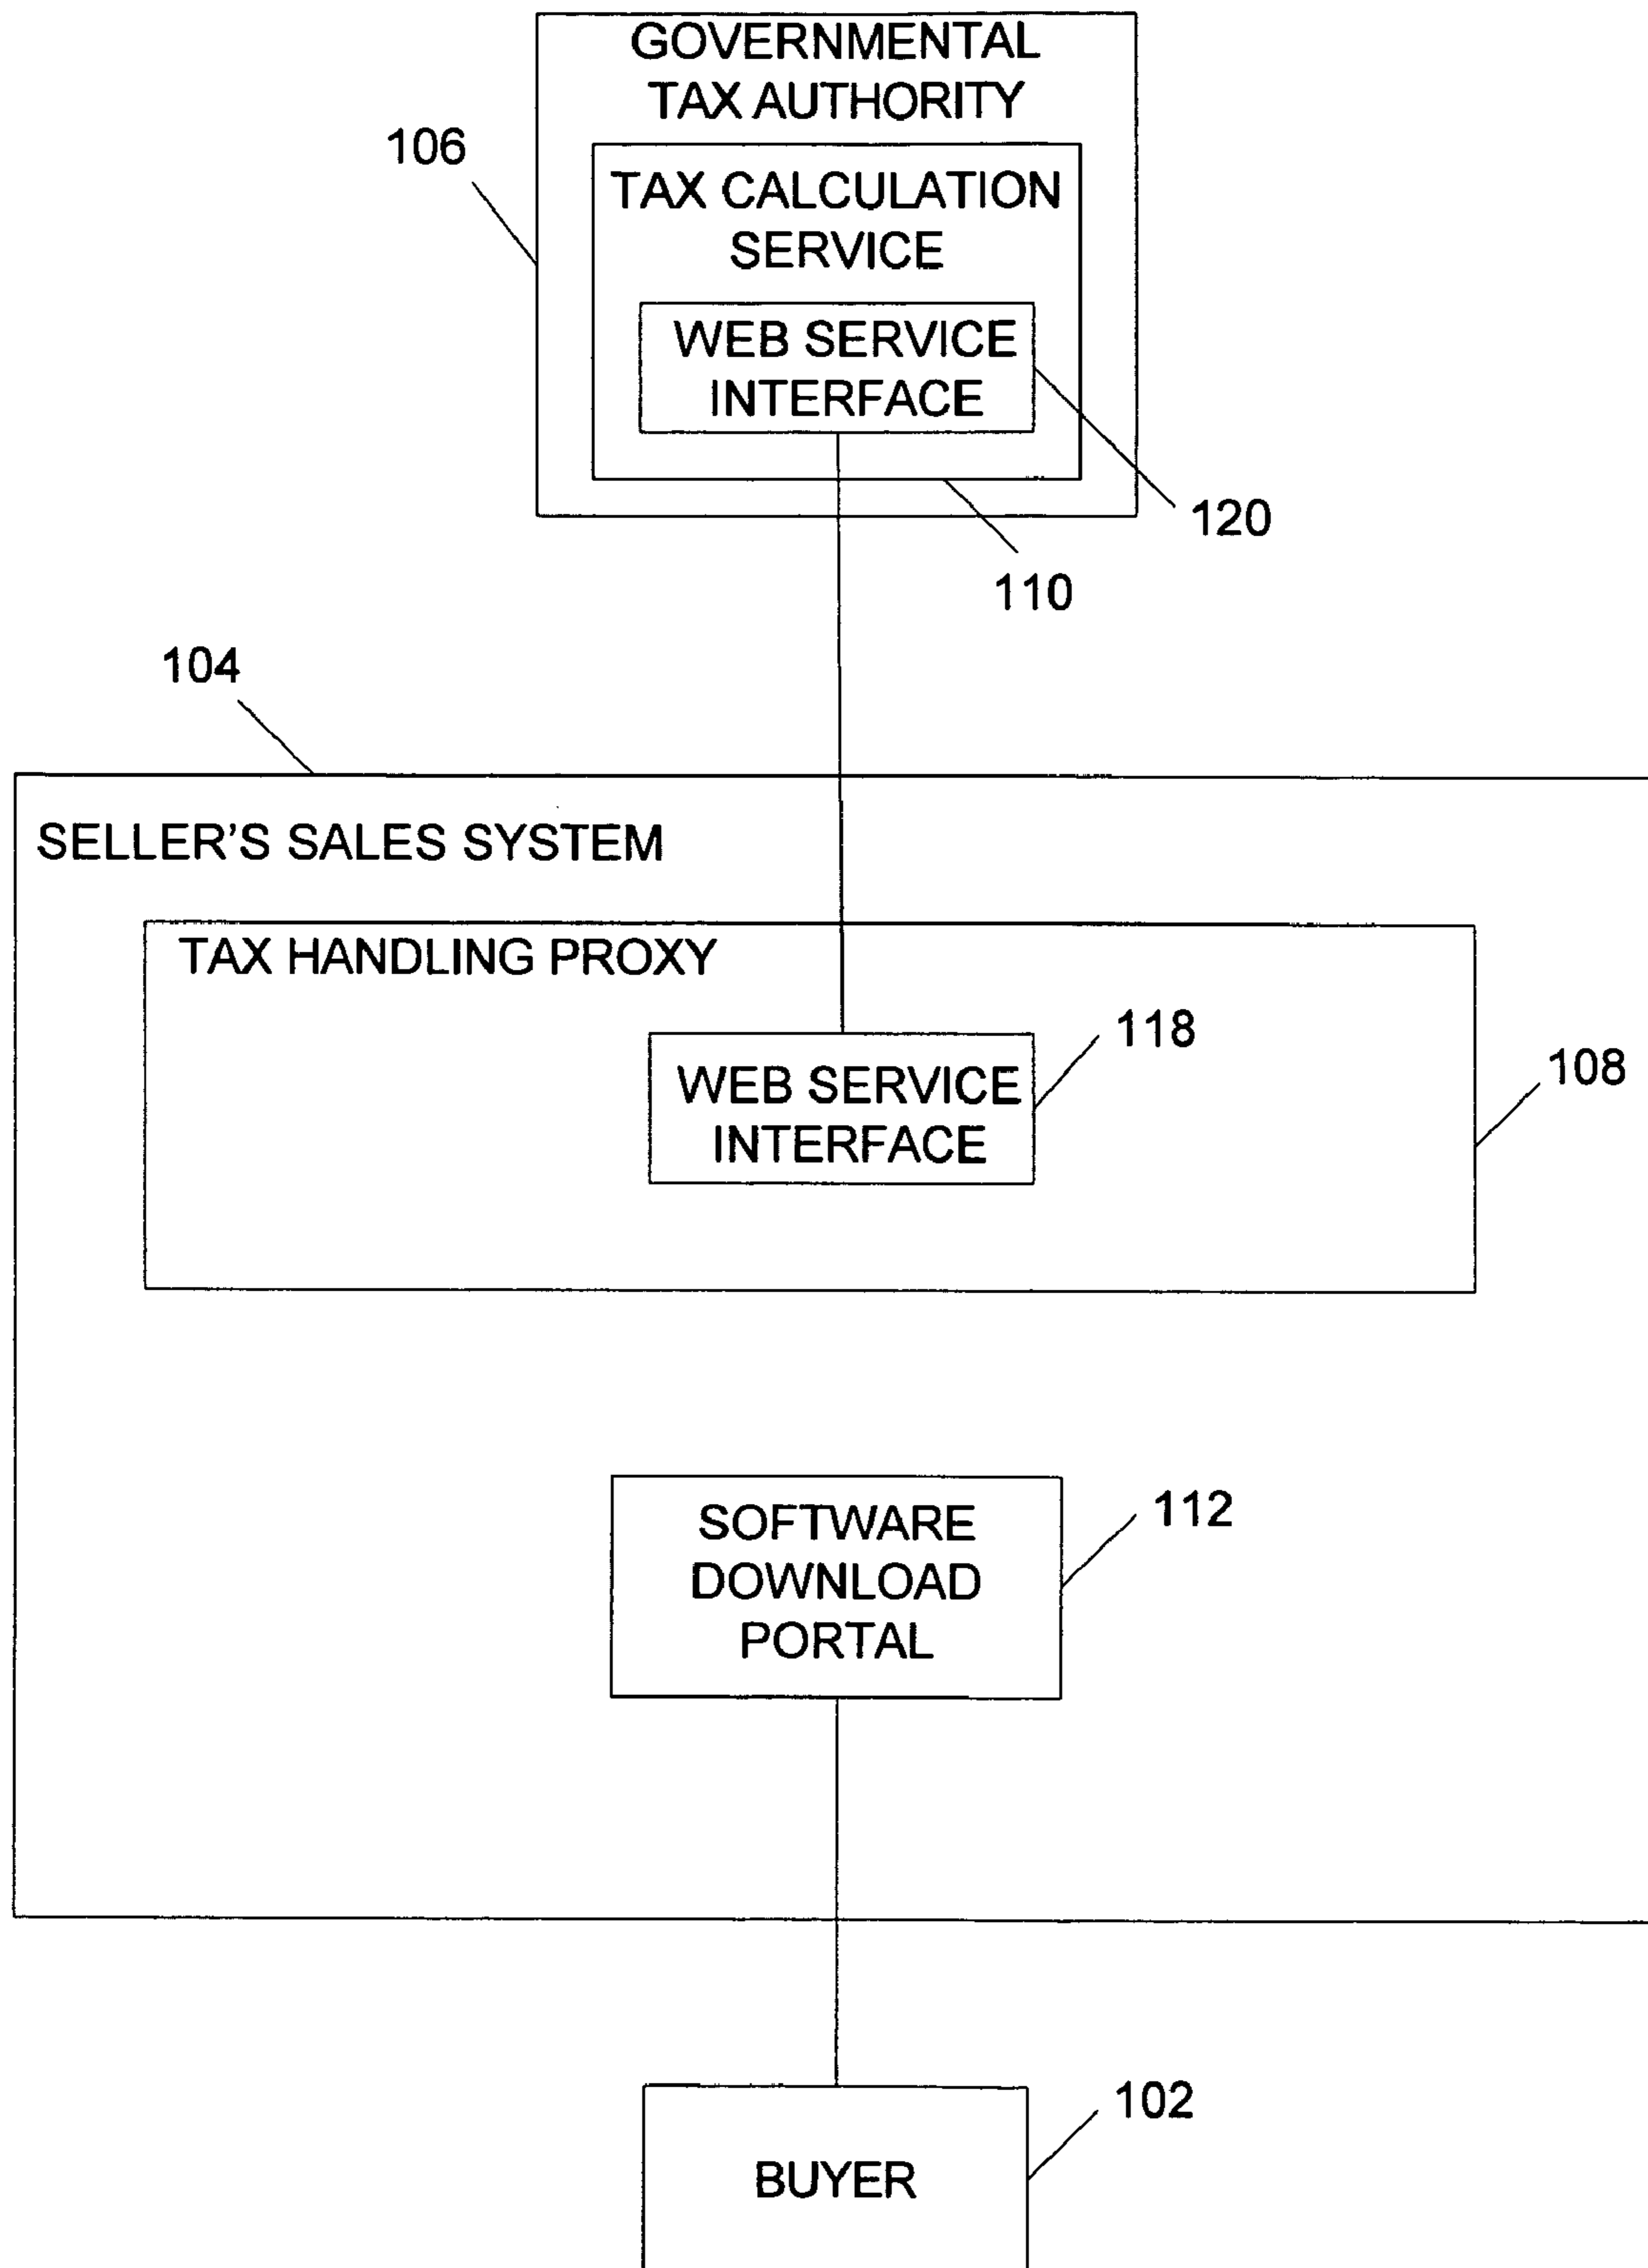 GOVERNMENTAL
TAX AUTHORITY
106
TAX CALCULATION
SERVICE
WEB SERVICE
INTERFACE
120
110
104
SELLER'S SALES SYSTEM
TAX HANDLING PROXY
118
108
WEB SERVICE
INTERFACE
112
SOFTWARE
DOWNLOAD
PORTAL
102
BUYER